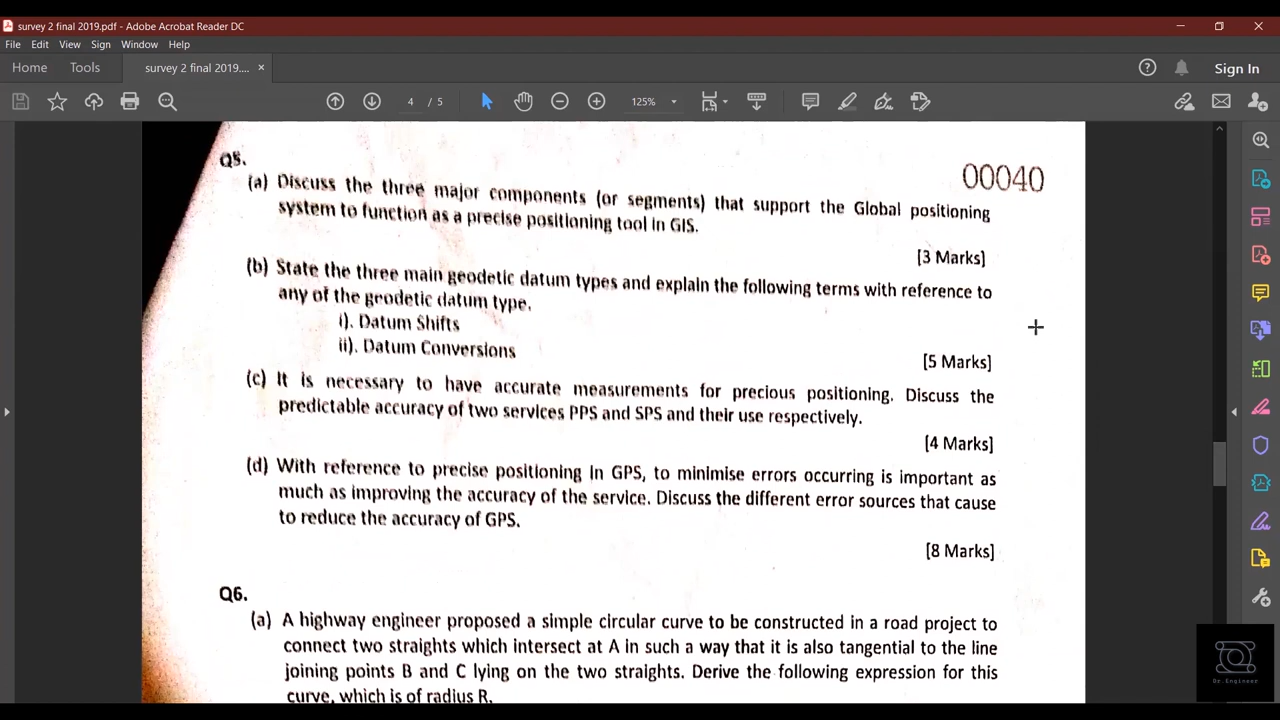 survey 2 final 2019.pdf - Adobe Acrobat Reader DC
File Edit View Sign Window Help
Home Tools survey 2 final 2019.... × Sign In
4 / 5 125%
Q5.
00040
(a) Discuss the three major components (or segments) that support the Global positioning
system to function as a precise positioning tool in GIS.
[3 Marks]
(b) State the three main geodetic datum types and explain the following terms with reference to
any of the geodetic datum type.
i). Datum Shifts
ii). Datum Conversions
[5 Marks]
(c) It is necessary to have accurate measurements for precious positioning. Discuss the
predictable accuracy of two services PPS and SPS and their use respectively.
[4 Marks]
(d) With reference to precise positioning in GPS, to minimise errors occurring is important as
much as improving the accuracy of the service. Discuss the different error sources that cause
to reduce the accuracy of GPS.
[8 Marks]
Q6.
(a) A highway engineer proposed a simple circular curve to be constructed in a road project to
connect two straights which intersect at A in such a way that it is also tangential to the line
joining points B and C lying on the two straights. Derive the following expression for this
curve, which is of radius R.
Dr.Engineer